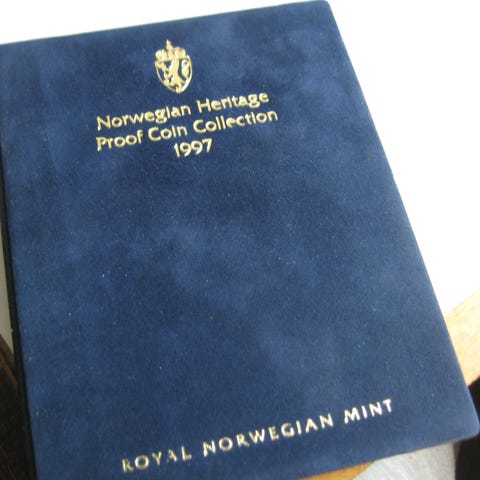 Norwegian Heritage
Proof Coin Collection
1997
ROYAL NORWEGIAN MINT